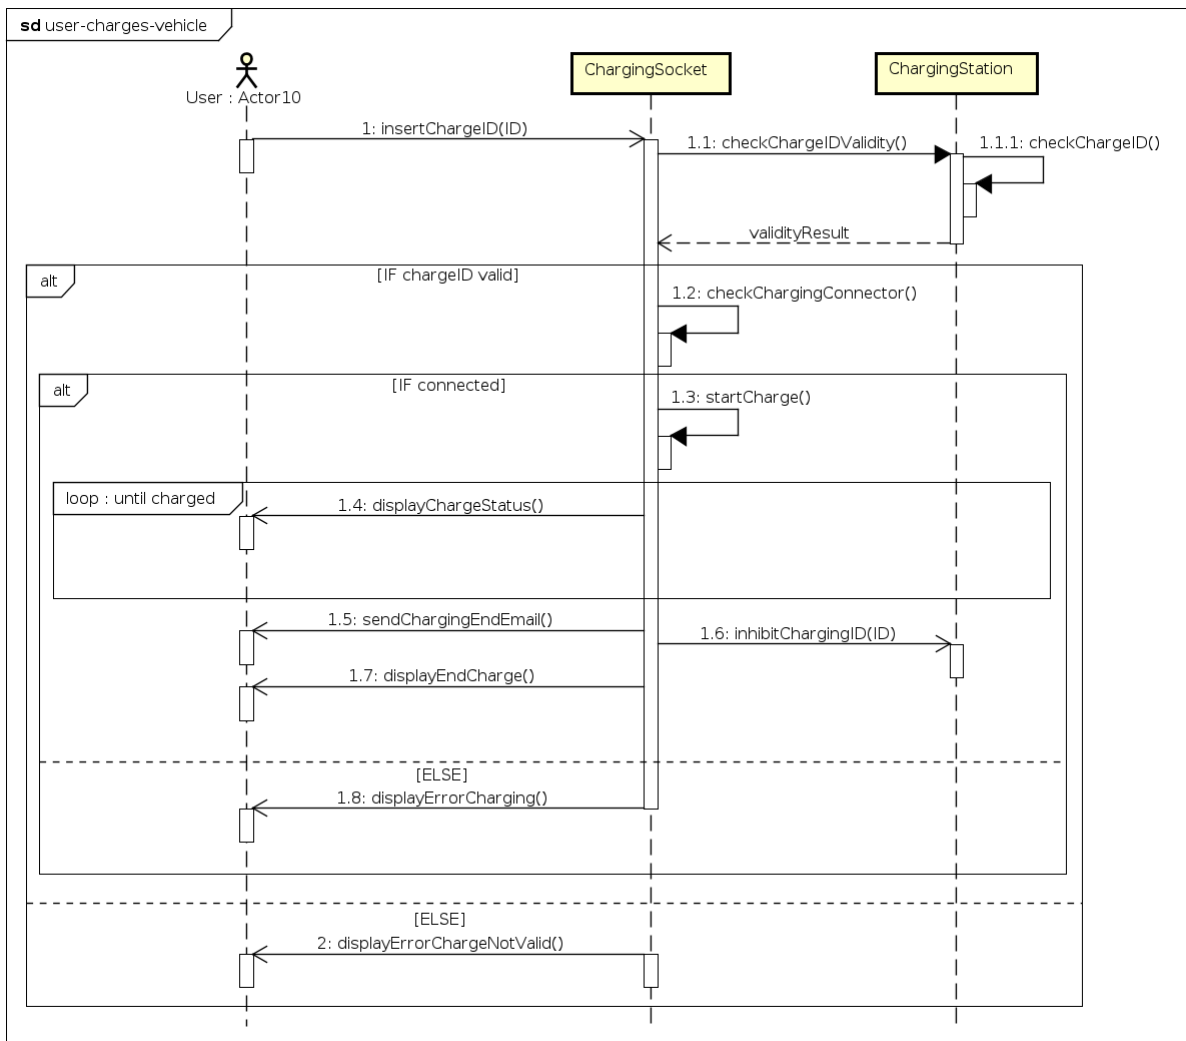 sd user-charges-vehicle
User : Actor10
ChargingSocket
ChargingStation
1: insertChargeID(ID)
1.1: checkChargeIDValidity()
1.1.1: checkChargeID()
validityResult
alt
[IF chargeID valid]
1.2: checkChargingConnector()
alt
[IF connected]
1.3: startCharge()
loop : until charged
1.4: displayChargeStatus()
1.5: sendChargingEndEmail()
1.6: inhibitChargingID(ID)
1.7: displayEndCharge()
[ELSE]
1.8: displayErrorCharging()
[ELSE]
2: displayErrorChargeNotValid()